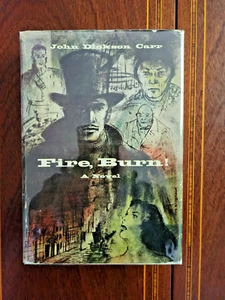 John Dickson Carr
Fire, Burn!
A Novel